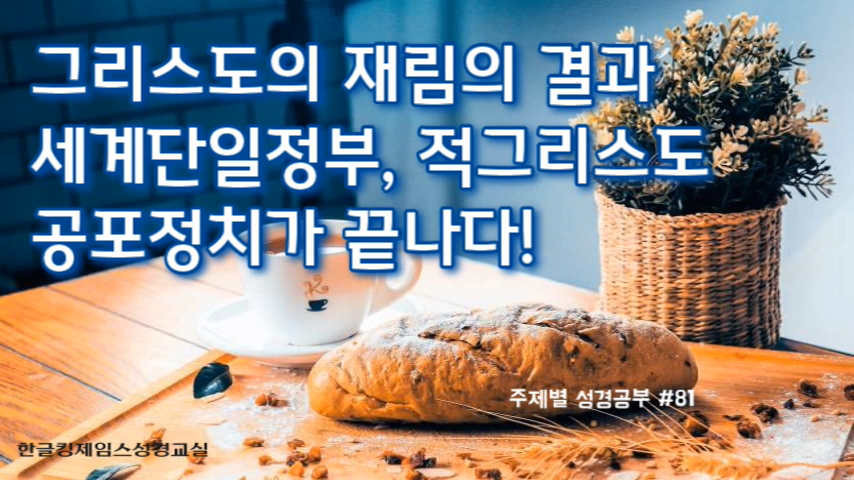 그리스도의 재림의 결과
세계단일정부, 적그리스도
공포정치가 끝나다!
주제별 성경공부 #81
한글킹제임스성경교실